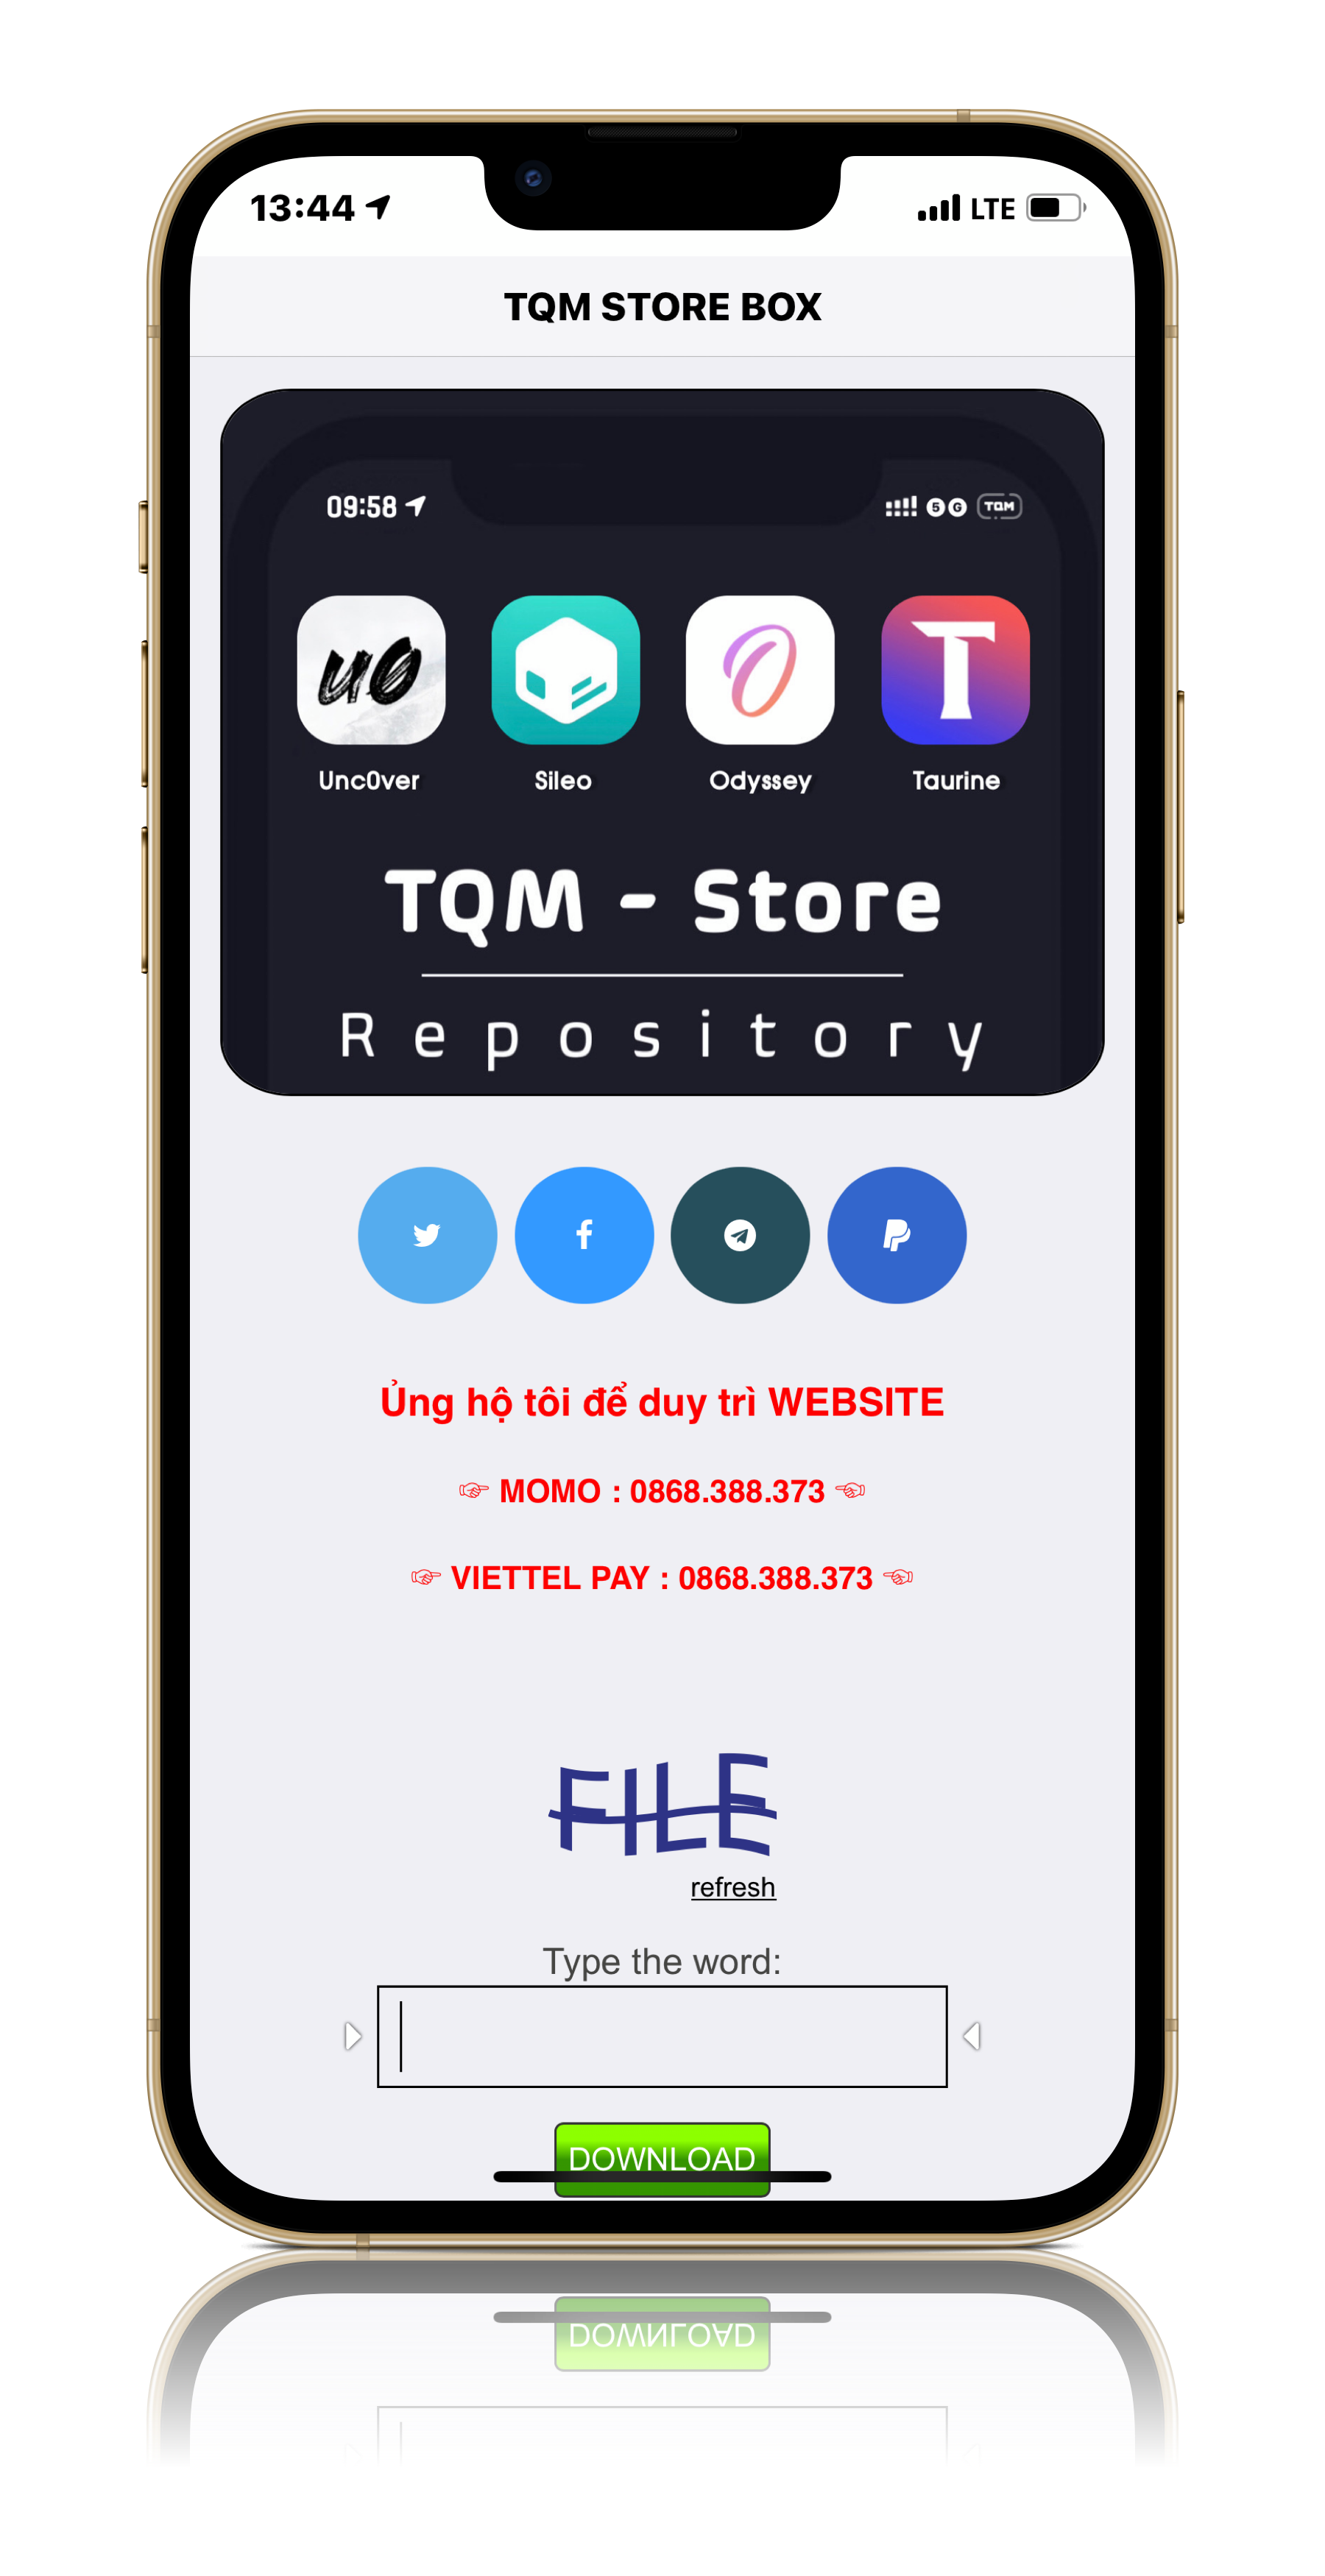 13:44 LTE
TQM STORE BOX
09:58 5G TQM
u0 O T
Unc0ver Sileo Odyssey Taurine
TQM - Store
Repository
Ủng hộ tôi để duy trì WEBSITE
☞ MOMO : 0868.388.373 ☜
☞ VIETTEL PAY : 0868.388.373 ☜
FILE
refresh
Type the word:
DOWNLOAD
DOWNLOAD